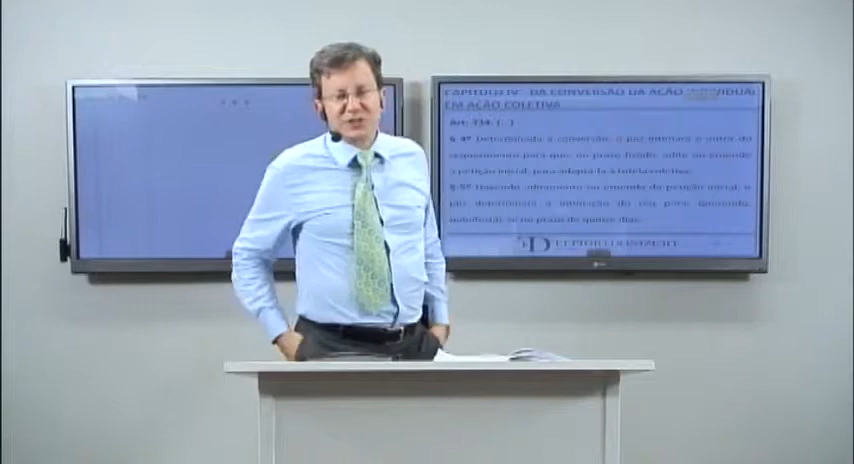 CAPÍTULO IV DA CONVERSÃO DA AÇÃO INDIVIDUAL
EM AÇÃO COLETIVA
Art. 334. (...)
§ 4º Determinada a conversão, o juiz intimará o autor do
requerimento para que, no prazo fixado, adite ou emende
a petição inicial, para adaptá-la à tutela coletiva.
§ 5º Havendo aditamento ou emenda da petição inicial, o
juiz determinará a intimação do réu para, querendo,
manifestar-se no prazo de quinze dias.